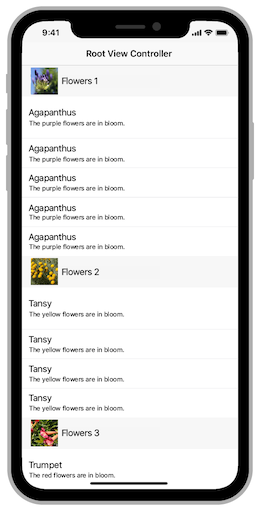 9:41
Root View Controller
Flowers 1
Agapanthus
The purple flowers are in bloom.
Agapanthus
The purple flowers are in bloom.
Agapanthus
The purple flowers are in bloom.
Agapanthus
The purple flowers are in bloom.
Agapanthus
The purple flowers are in bloom.
Flowers 2
Tansy
The yellow flowers are in bloom.
Tansy
The yellow flowers are in bloom.
Tansy
The yellow flowers are in bloom.
Tansy
The yellow flowers are in bloom.
Flowers 3
Trumpet
The red flowers are in bloom.